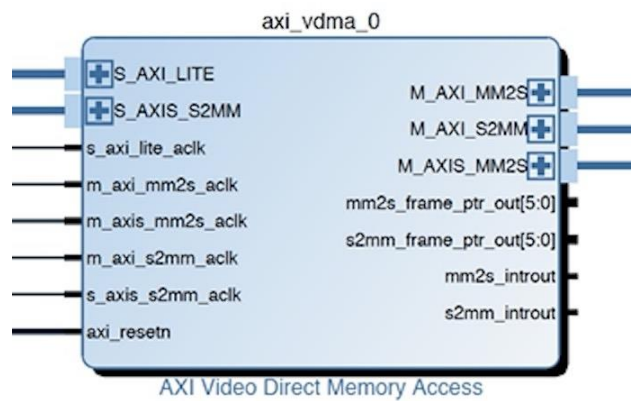 axi_vdma_0
S_AXI_LITE
S_AXIS_S2MM
s_axi_lite_aclk
m_axi_mm2s_aclk
m_axis_mm2s_aclk
m_axi_s2mm_aclk
s_axis_s2mm_aclk
axi_resetn
M_AXI_MM2S
M_AXI_S2MM
M_AXIS_MM2S
mm2s_frame_ptr_out[5:0]
s2mm_frame_ptr_out[5:0]
mm2s_introut
s2mm_introut
AXI Video Direct Memory Access